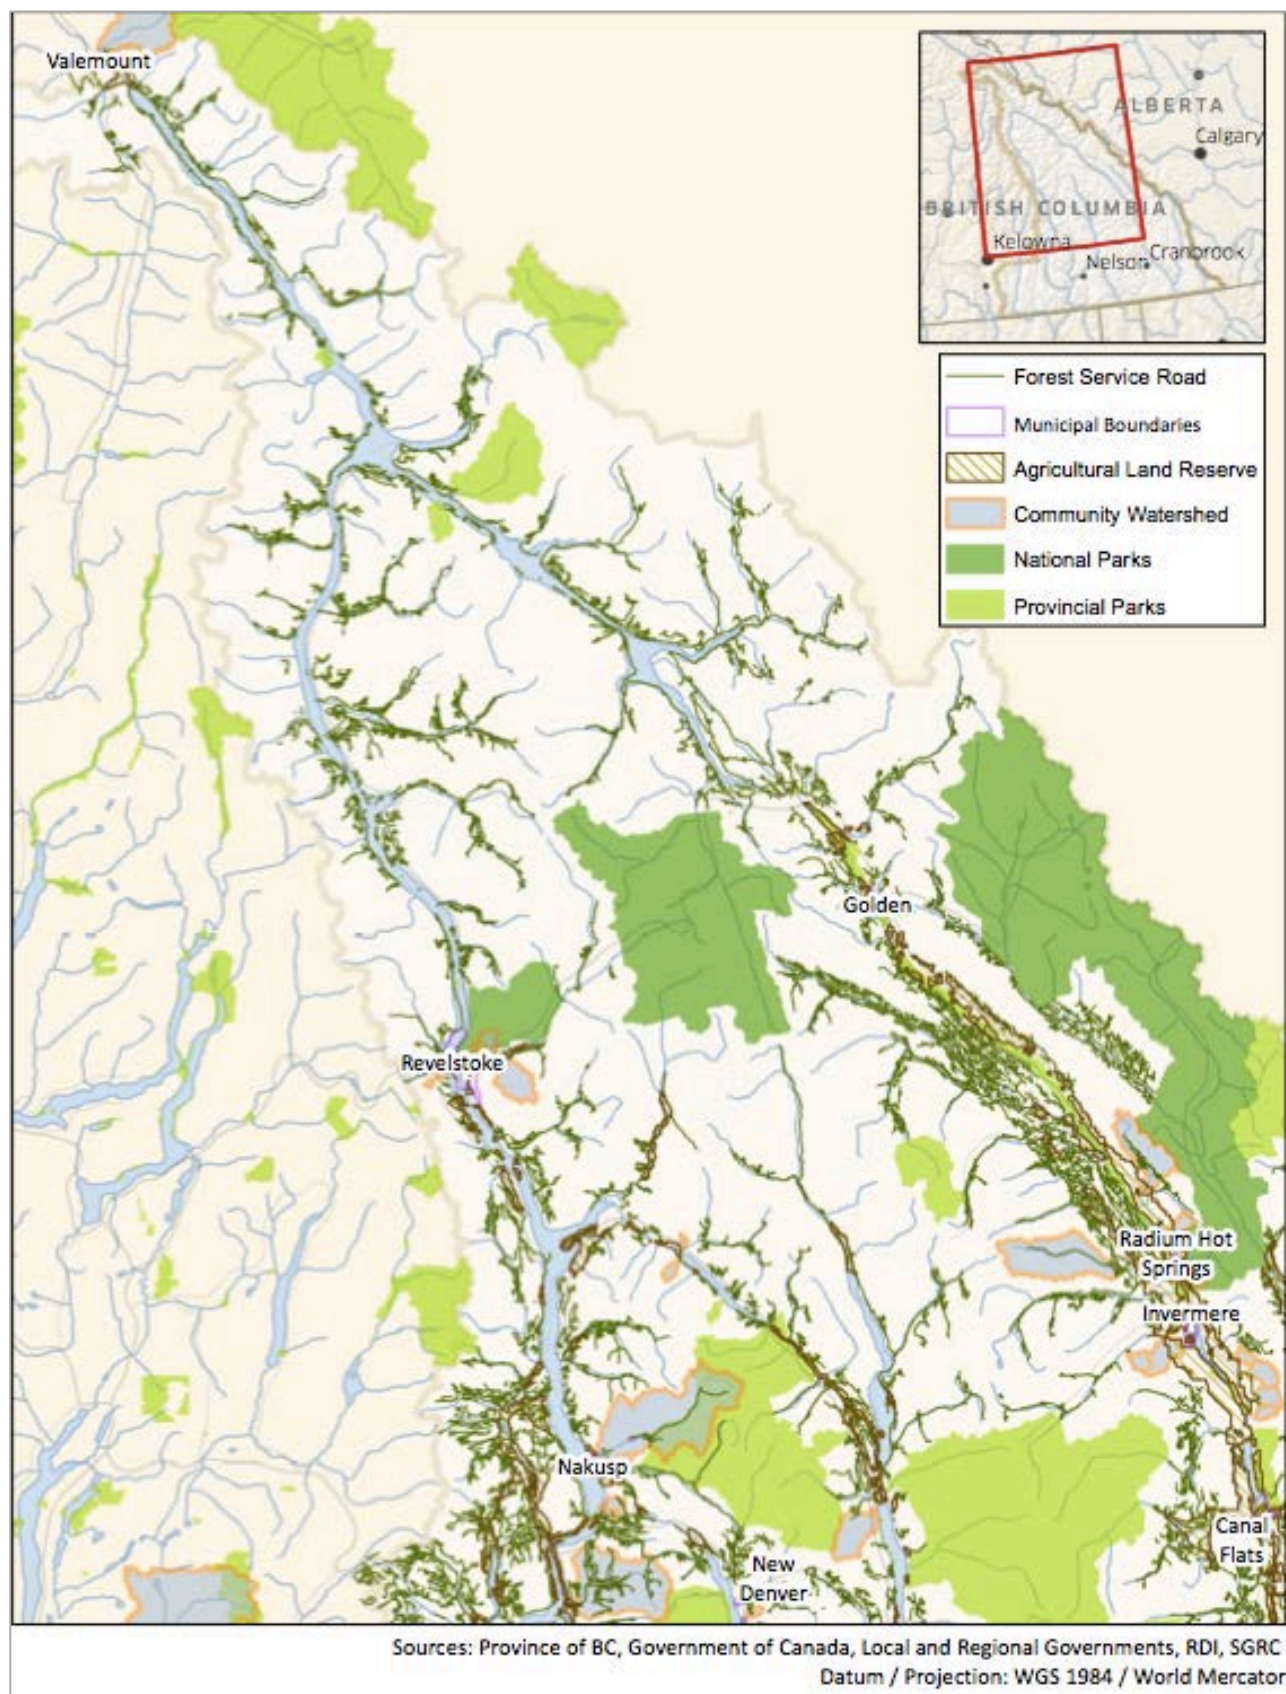 Valemount
ALBERTA
Calgary
BRITISH COLUMBIA
Kelowna
Nelson
Cranbrook
Forest Service Road
Municipal Boundaries
Agricultural Land Reserve
Community Watershed
National Parks
Provincial Parks
Golden
Revelstoke
Radium Hot
Springs
Invermere
Nakusp
Canal
Flats
New
Denver
Sources: Province of BC, Government of Canada, Local and Regional Governments, RDI, SGRC
Datum / Projection: WGS 1984 / World Mercator